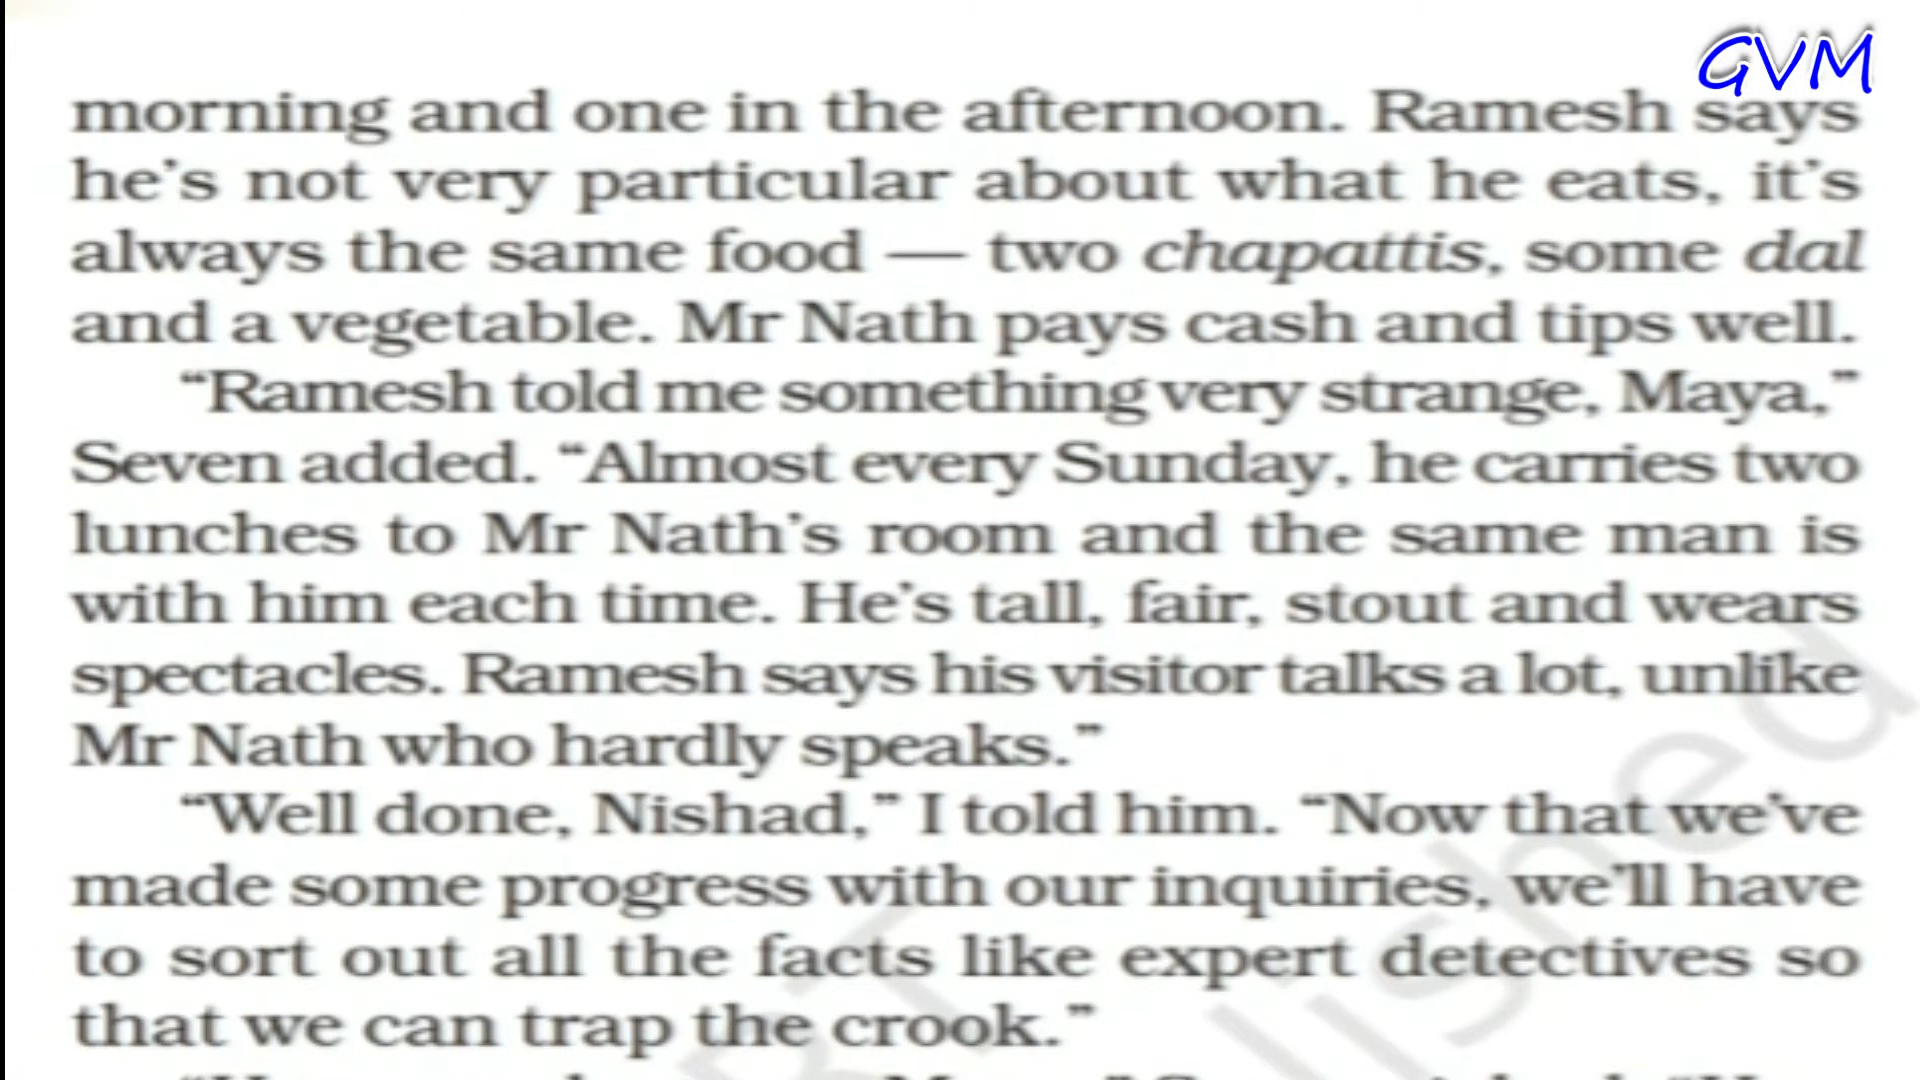 GVM
morning and one in the afternoon. Ramesh says
he's not very particular about what he eats, it's
always the same food — two chapattis, some dal
and a vegetable. Mr Nath pays cash and tips well.
“Ramesh told me something very strange, Maya,”
Seven added. “Almost every Sunday, he carries two
lunches to Mr Nath's room and the same man is
with him each time. He's tall, fair, stout and wears
spectacles. Ramesh says his visitor talks a lot, unlike
Mr Nath who hardly speaks.”
“Well done, Nishad,” I told him. “Now that we've
made some progress with our inquiries, we'll have
to sort out all the facts like expert detectives so
that we can trap the crook.”